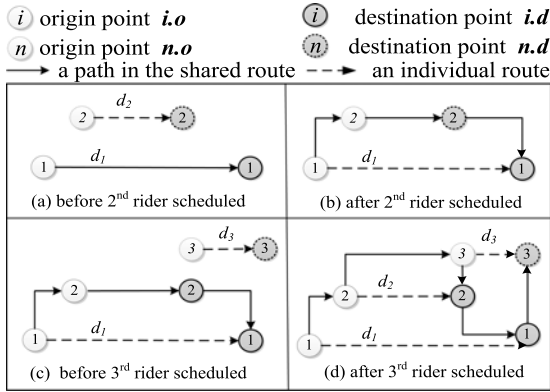 i origin point i.o i destination point i.d
n origin point n.o n destination point n.d
a path in the shared route an individual route
d2
2 2
d1
1 1
(a) before 2nd rider scheduled
2 2
d1
1 1
(b) after 2nd rider scheduled
d3
3 3
2 2
d1
1 1
(c) before 3rd rider scheduled
d3
3 3
d2
2 2
d1
1 1
(d) after 3rd rider scheduled